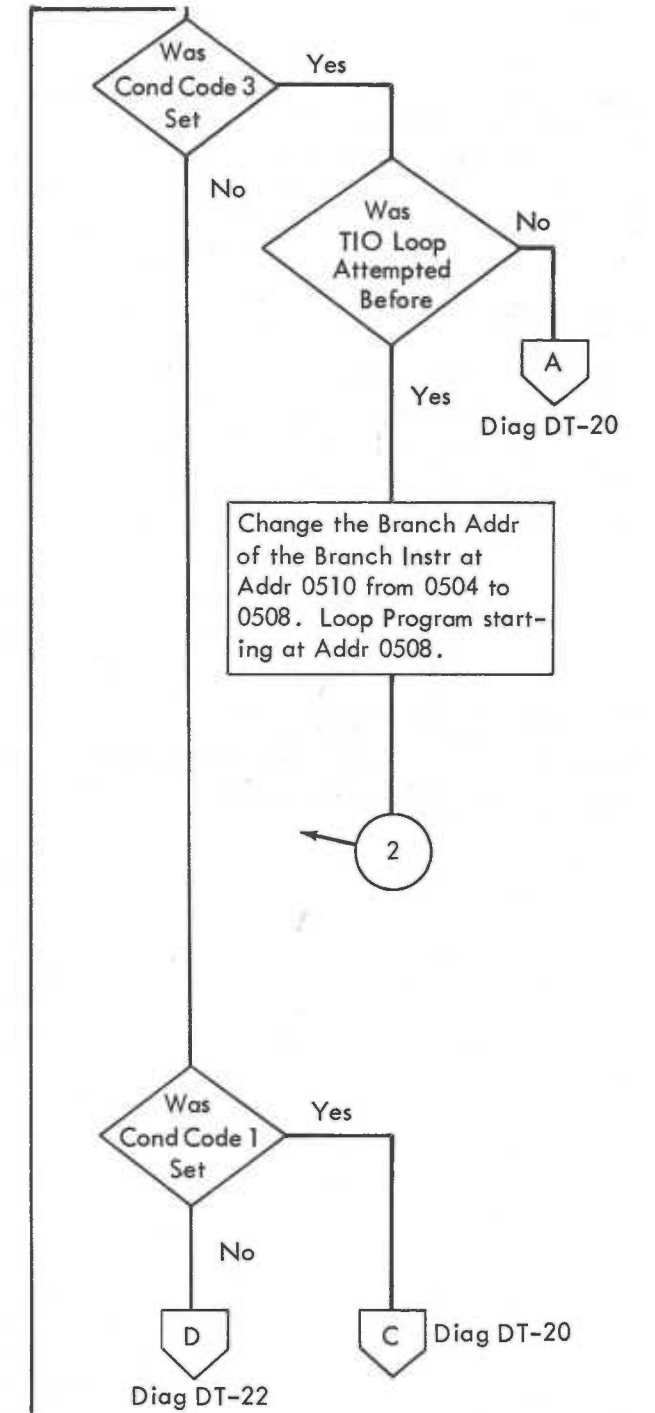 Was
Cond Code 3
Set
Yes
No
Was
TIO Loop
Attempted
Before
No
A
Diag DT-20
Yes
Change the Branch Addr
of the Branch Instr at
Addr 0510 from 0504 to
0508. Loop Program start-
ing at Addr 0508.
2
Was
Cond Code 1
Set
Yes
No
D
Diag DT-22
C
Diag DT-20